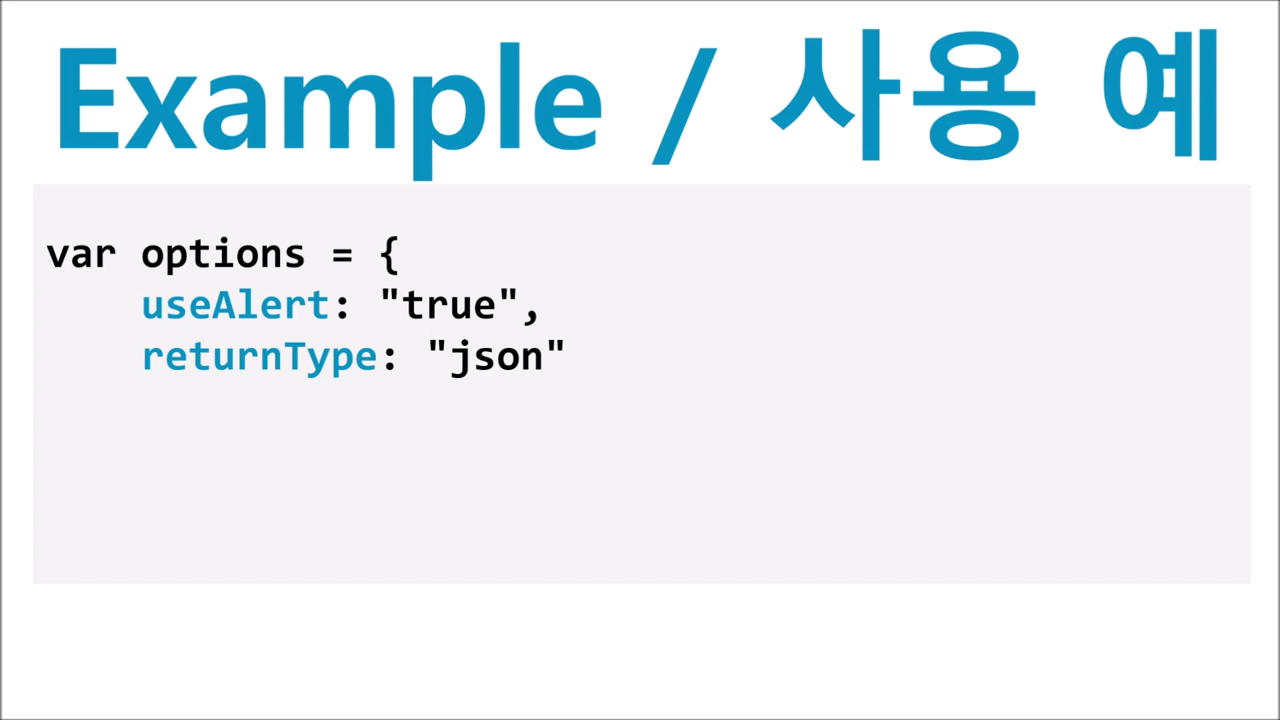 Example / 사용 예
var options = {
    useAlert: "true",
    returnType: "json"